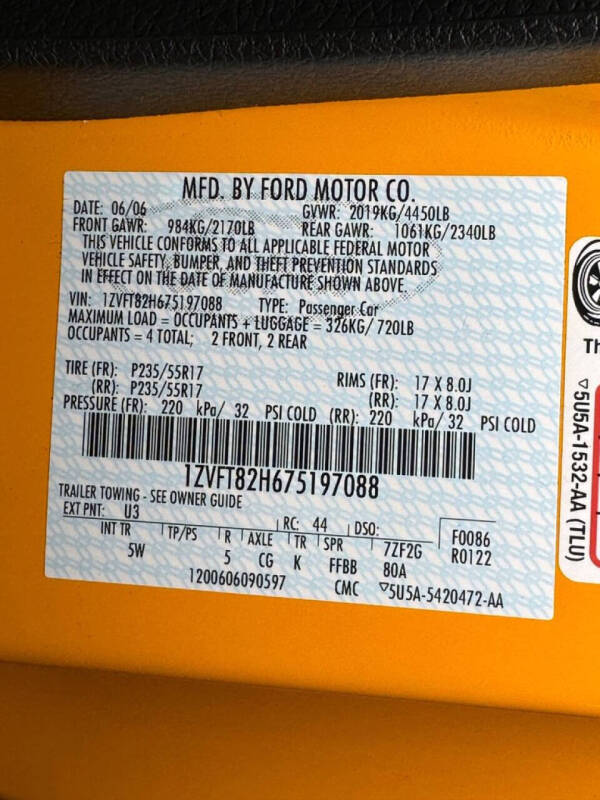 MFD. BY FORD MOTOR CO.
DATE: 06/06 GVWR: 2019KG/4450LB
FRONT GAWR: 984KG/2170LB REAR GAWR: 1061KG/2340LB
THIS VEHICLE CONFORMS TO ALL APPLICABLE FEDERAL MOTOR
VEHICLE SAFETY, BUMPER, AND THEFT PREVENTION STANDARDS
IN EFFECT ON THE DATE OF MANUFACTURE SHOWN ABOVE.
VIN: 1ZVFT82H675197088 TYPE: Passenger Car
MAXIMUM LOAD = OCCUPANTS + LUGGAGE = 326KG/ 720LB
OCCUPANTS = 4 TOTAL; 2 FRONT, 2 REAR
TIRE (FR): P235/55R17 RIMS (FR): 17 X 8.0J
(RR): P235/55R17 (RR): 17 X 8.0J
PRESSURE (FR): 220 kPa/ 32 PSI COLD (RR): 220 kPa/ 32 PSI COLD
1ZVFT82H675197088
TRAILER TOWING - SEE OWNER GUIDE
EXT PNT: U3 RC: 44 DSO: F0086
INT TR TP/PS R AXLE TR SPR 7ZF2G R0122
5W 5 CG K FFBB 80A
1200606090597 CMC ▽5U5A-5420472-AA
TH
▽5U5A-1532-AA (TLU)